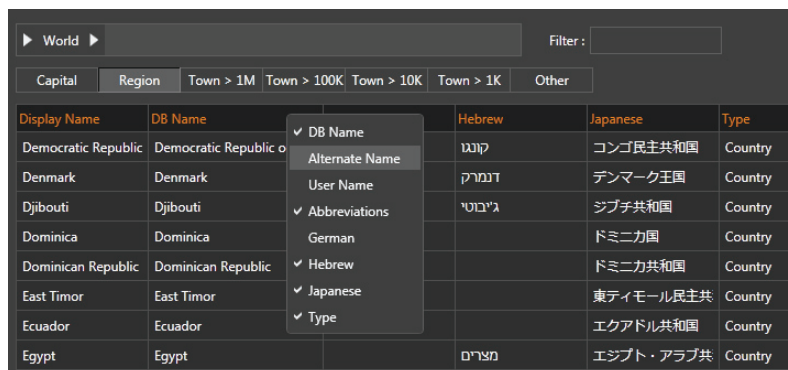 World
Filter :
Capital Region Town > 1M Town > 100K Town > 10K Town > 1K Other
Display Name DB Name Hebrew Japanese Type
Democratic Republic Democratic Republic o קונגו コンゴ民主共和国 Country
Denmark Denmark דנמרק デンマーク王国 Country
Djibouti Djibouti ג'יבוטי ジブチ共和国 Country
Dominica Dominica ドミニカ国 Country
Dominican Republic Dominican Republic ドミニカ共和国 Country
East Timor East Timor 東ティモール民主共 Country
Ecuador Ecuador エクアドル共和国 Country
Egypt Egypt מצרים エジプト・アラブ共 Country
DB Name
Alternate Name
User Name
Abbreviations
German
Hebrew
Japanese
Type